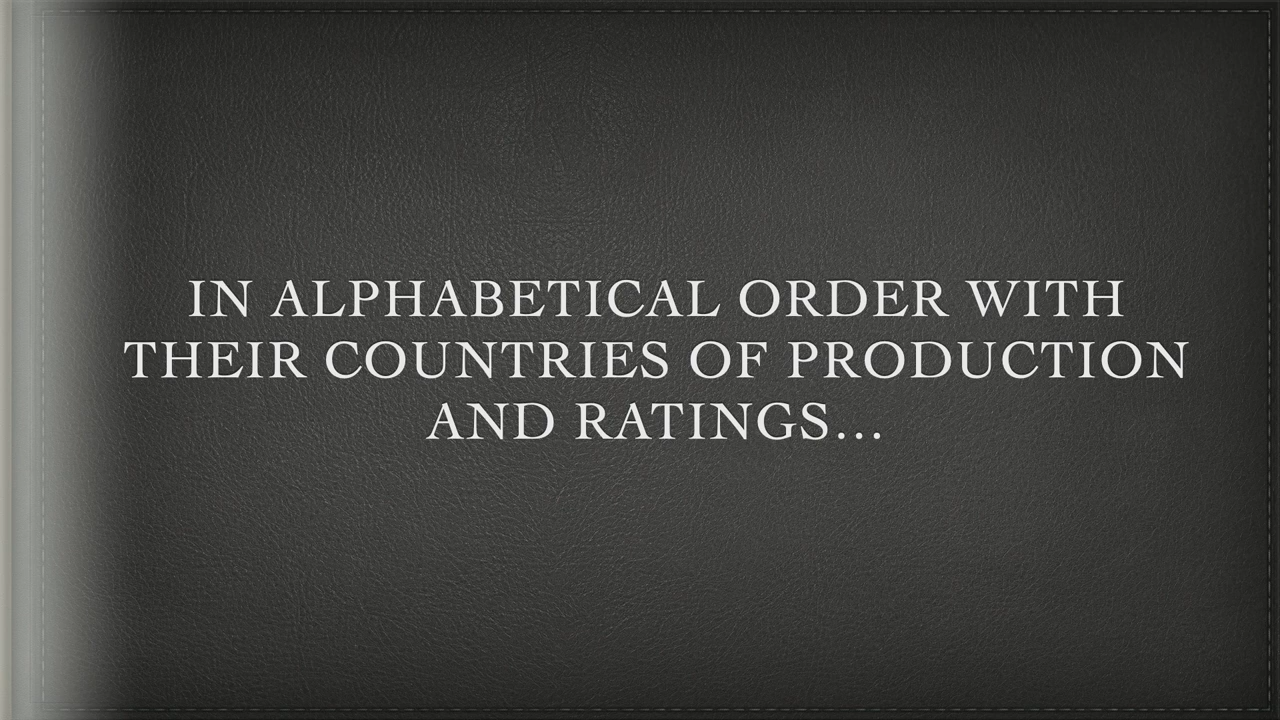 IN ALPHABETICAL ORDER WITH
THEIR COUNTRIES OF PRODUCTION
AND RATINGS...